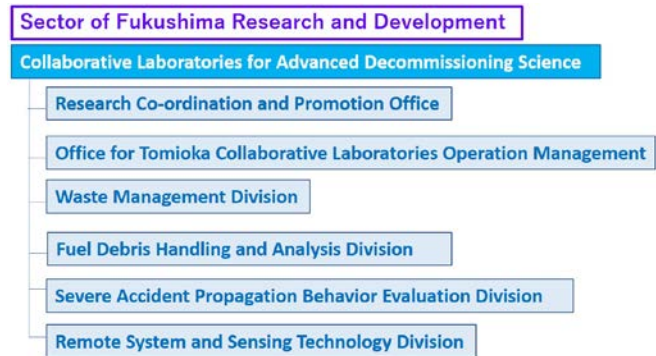 Sector of Fukushima Research and Development
Collaborative Laboratories for Advanced Decommissioning Science
Research Co-ordination and Promotion Office
Office for Tomioka Collaborative Laboratories Operation Management
Waste Management Division
Fuel Debris Handling and Analysis Division
Severe Accident Propagation Behavior Evaluation Division
Remote System and Sensing Technology Division